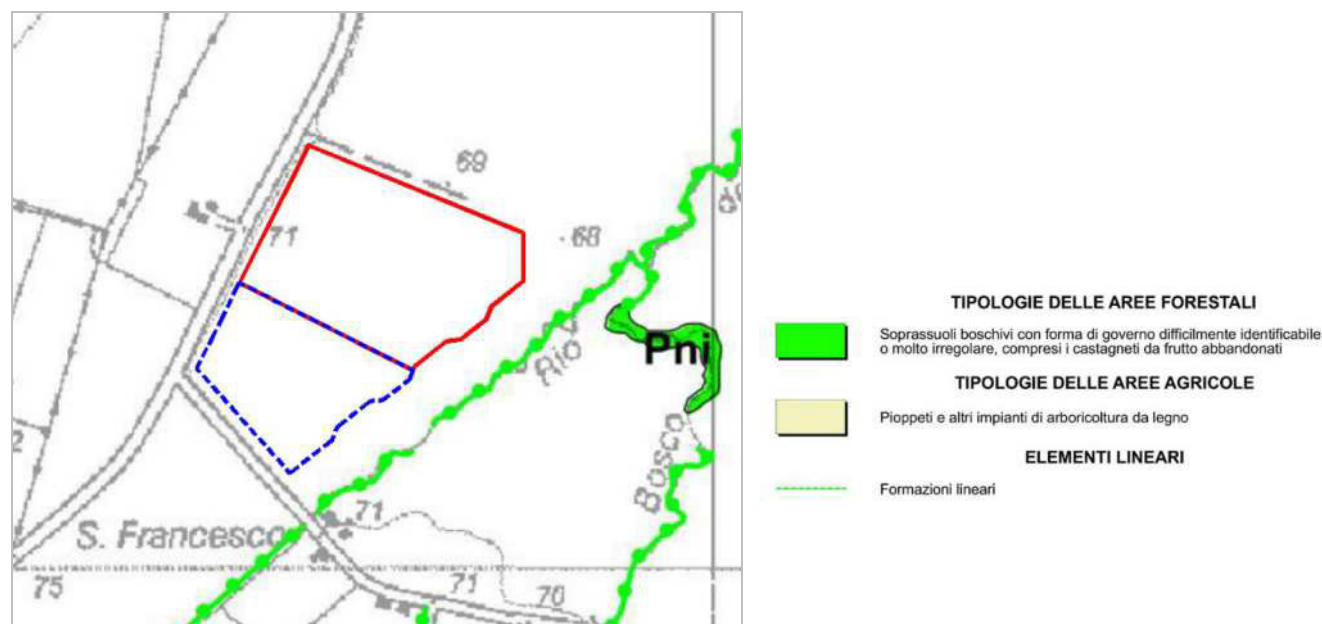 69
71
68
Rio
Pni
Bosco
71
S. Francesco
75
71
70
TIPOLOGIE DELLE AREE FORESTALI
Soprassuoli boschivi con forma di governo difficilmente identificabile
o molto irregolare, compresi i castagneti da frutto abbandonati
TIPOLOGIE DELLE AREE AGRICOLE
Pioppeti e altri impianti di arboricoltura da legno
ELEMENTI LINEARI
Formazioni lineari